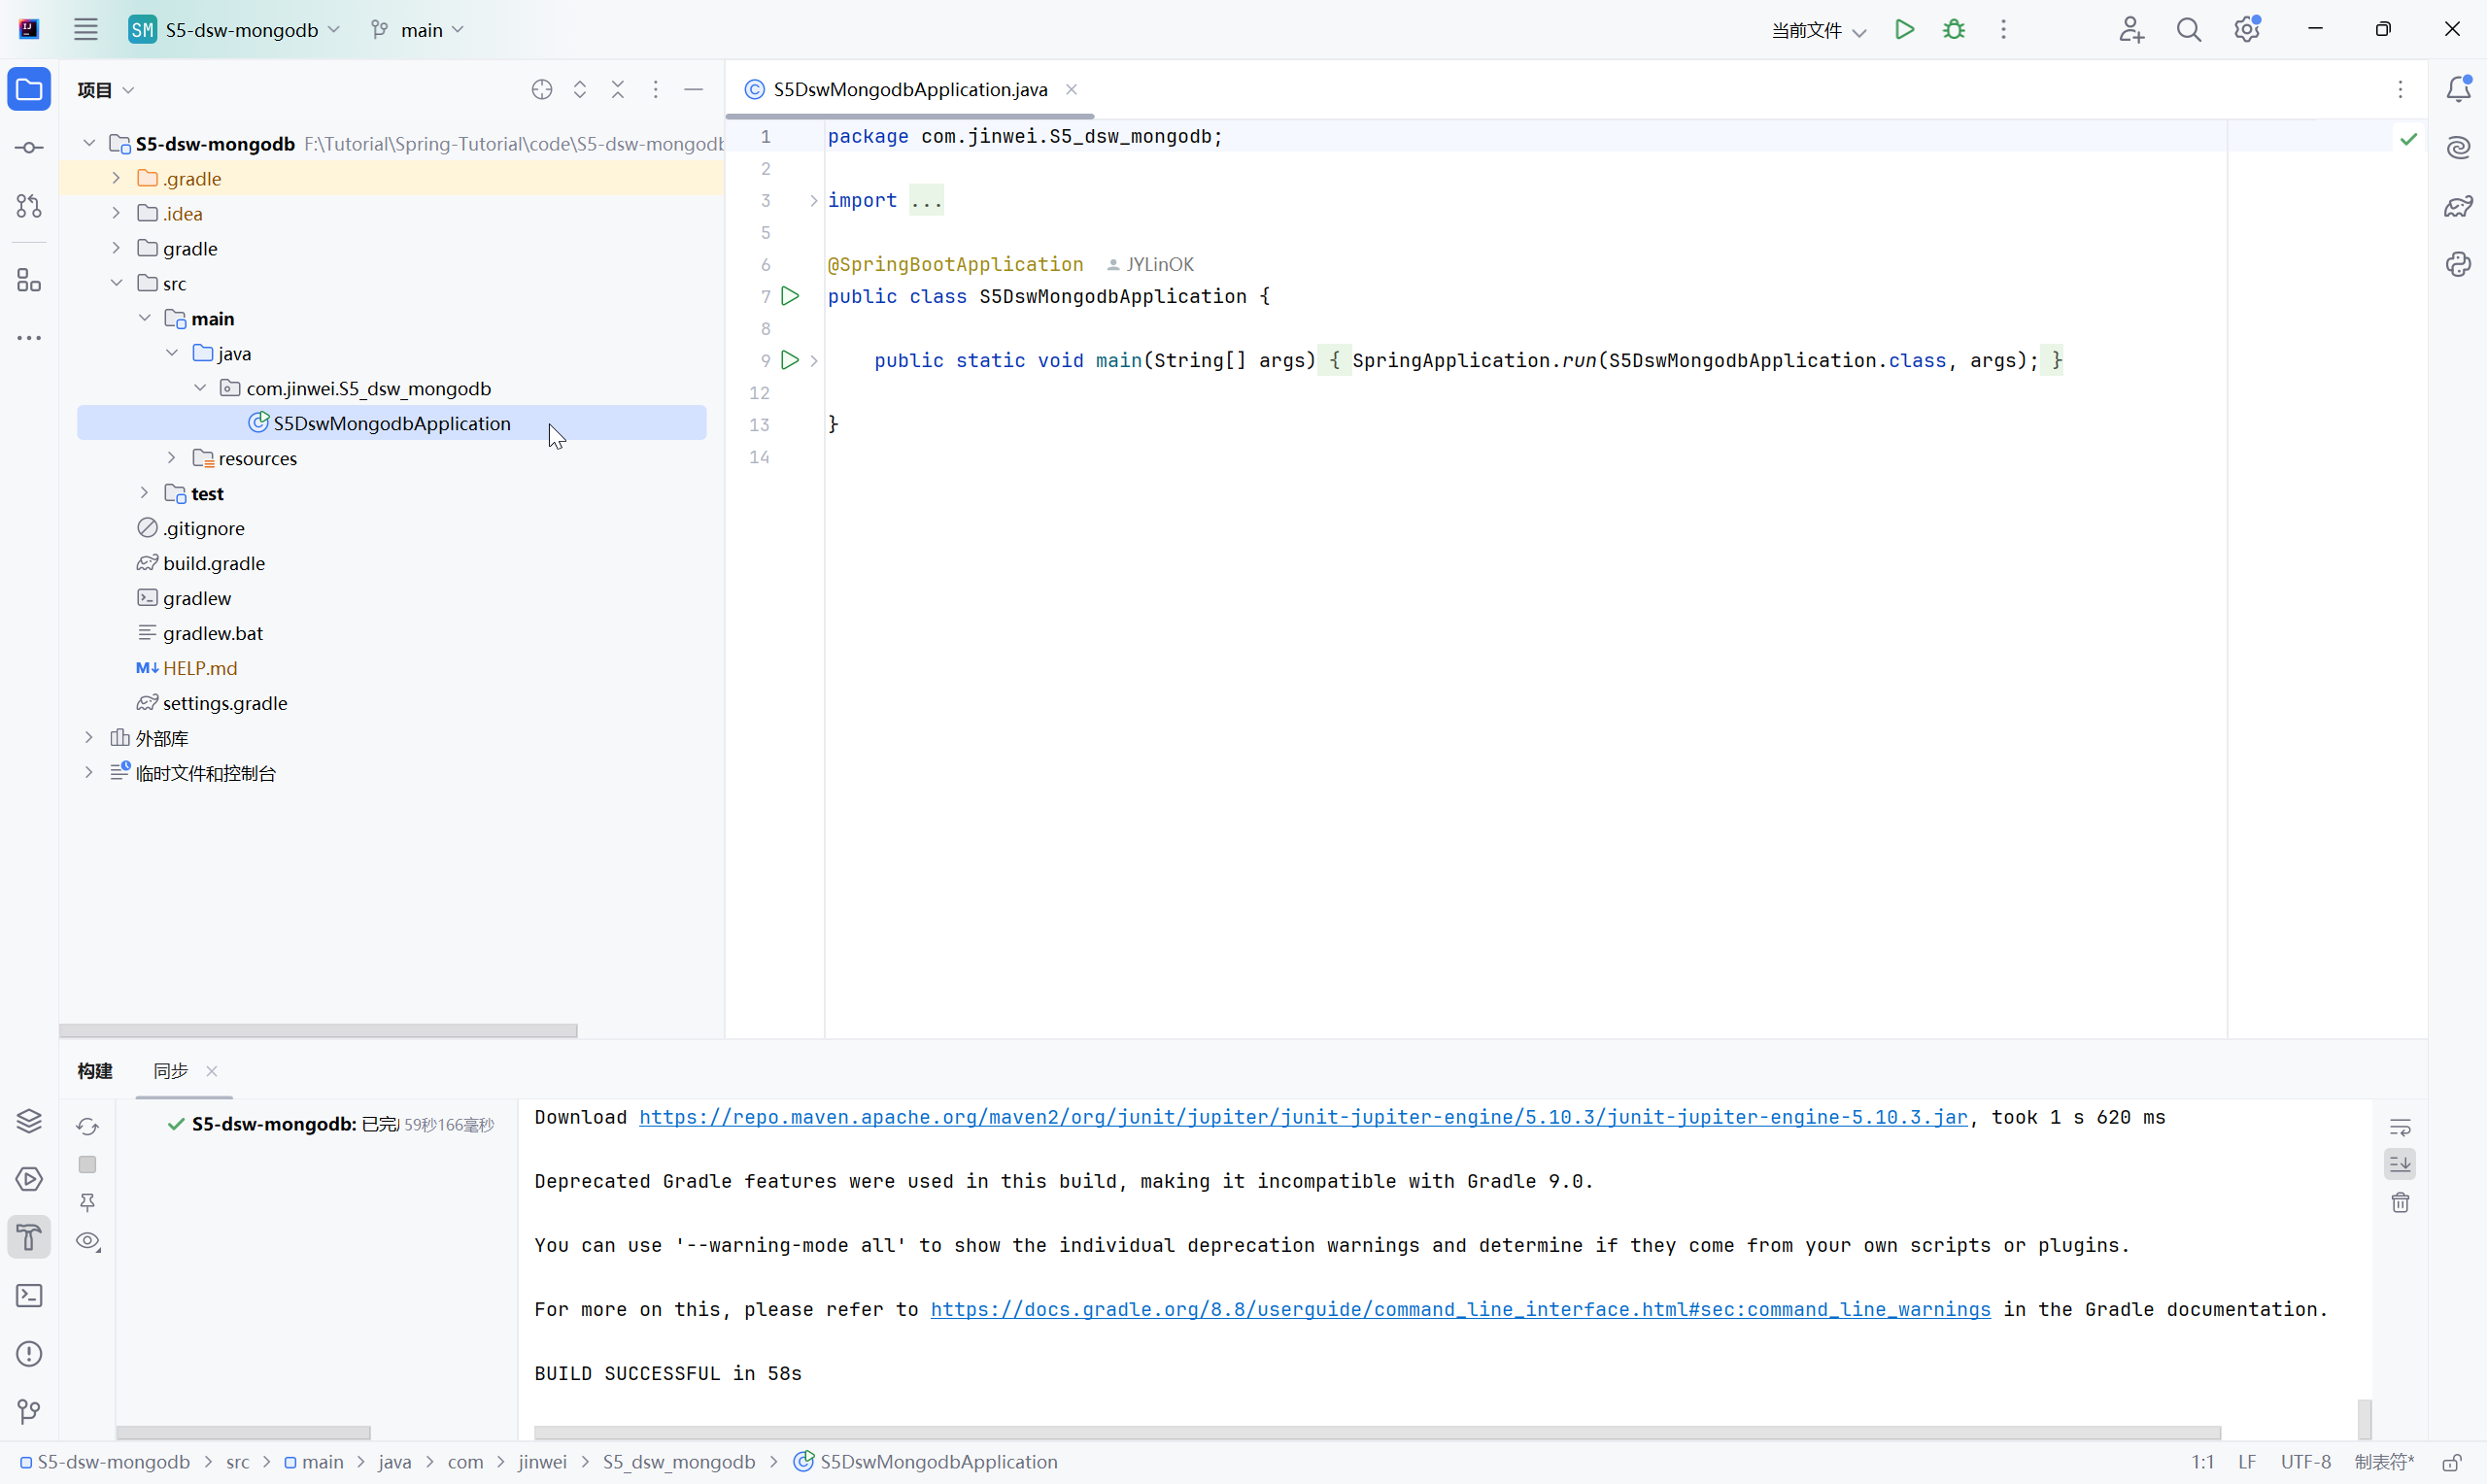 SM S5-dsw-mongodb main 当前文件
项目
S5-dsw-mongodb F:\Tutorial\Spring-Tutorial\code\S5-dsw-mongodb
.gradle
.idea
gradle
src
main
java
com.jinwei.S5_dsw_mongodb
S5DswMongodbApplication
resources
test
.gitignore
build.gradle
gradlew
gradlew.bat
M↓ HELP.md
settings.gradle
外部库
临时文件和控制台
S5DswMongodbApplication.java
1 package com.jinwei.S5_dsw_mongodb;
2
3 import ...
5
6 @SpringBootApplication JYLinOK
7 public class S5DswMongodbApplication {
8
9 public static void main(String[] args) { SpringApplication.run(S5DswMongodbApplication.class, args); }
12
13 }
14
构建 同步
S5-dsw-mongodb: 已完 59秒166毫秒
Download https://repo.maven.apache.org/maven2/org/junit/jupiter/junit-jupiter-engine/5.10.3/junit-jupiter-engine-5.10.3.jar, took 1 s 620 ms
Deprecated Gradle features were used in this build, making it incompatible with Gradle 9.0.
You can use '--warning-mode all' to show the individual deprecation warnings and determine if they come from your own scripts or plugins.
For more on this, please refer to https://docs.gradle.org/8.8/userguide/command_line_interface.html#sec:command_line_warnings in the Gradle documentation.
BUILD SUCCESSFUL in 58s
S5-dsw-mongodb > src > main > java > com > jinwei > S5_dsw_mongodb > S5DswMongodbApplication 1:1 LF UTF-8 制表符*